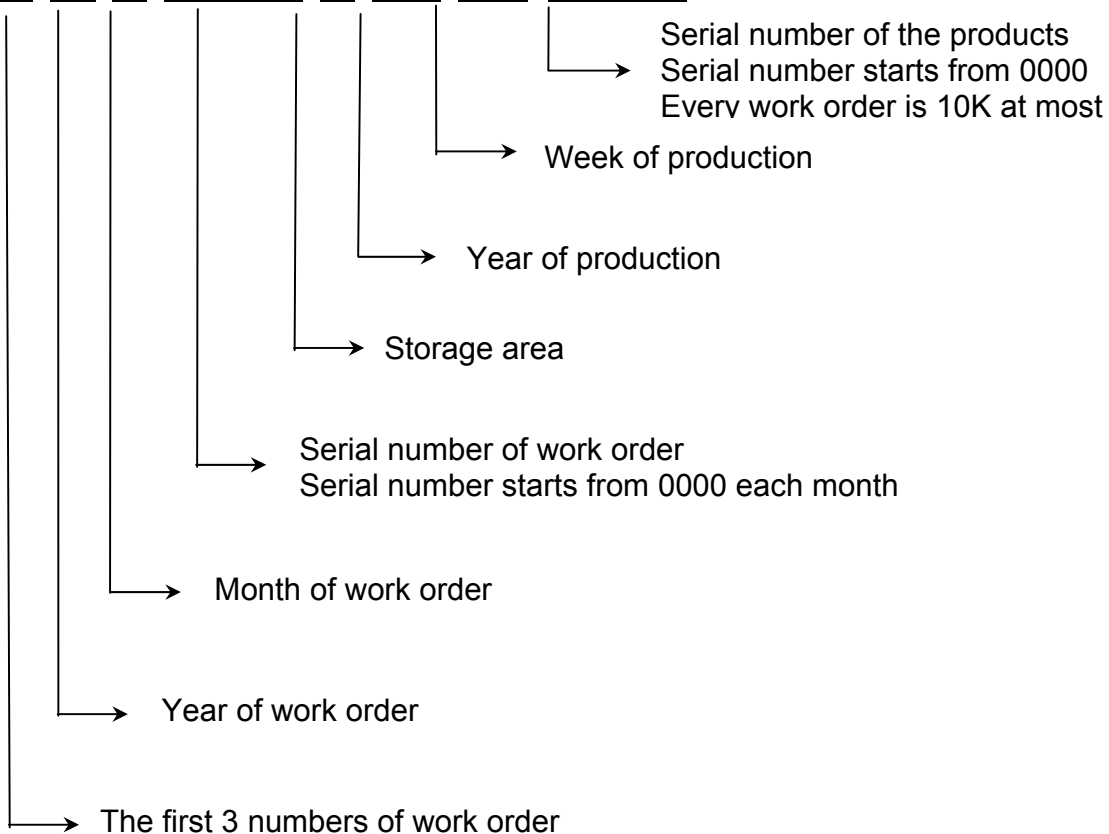 Serial number of the products
Serial number starts from 0000
Every work order is 10K at most
Week of production
Year of production
Storage area
Serial number of work order
Serial number starts from 0000 each month
Month of work order
Year of work order
The first 3 numbers of work order